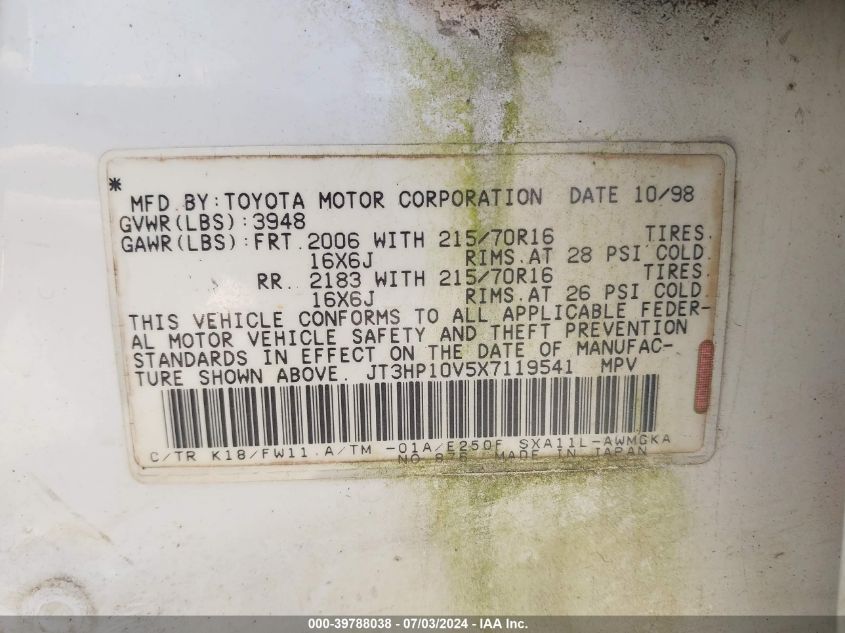 *
MFD.BY:TOYOTA MOTOR CORPORATION DATE 10/98
GVWR(LBS):3948
GAWR(LBS):FRT. 2006 WITH 215/70R16 TIRES.
16X6J RIMS.AT 28 PSI COLD.
RR. 2183 WITH 215/70R16 TIRES.
16X6J RIMS.AT 26 PSI COLD.
THIS VEHICLE CONFORMS TO ALL APPLICABLE FEDER-
AL MOTOR VEHICLE SAFETY AND THEFT PREVENTION
STANDARDS IN EFFECT ON THE DATE OF MANUFAC-
TURE SHOWN ABOVE. JT3HP10V5X7119541 MPV
C/TR K18/FW11.A/TM -01A/E250F SXA11L-AWMGKA
NO.876 MADE IN JAPAN
000-39788038 - 07/03/2024 - IAA Inc.